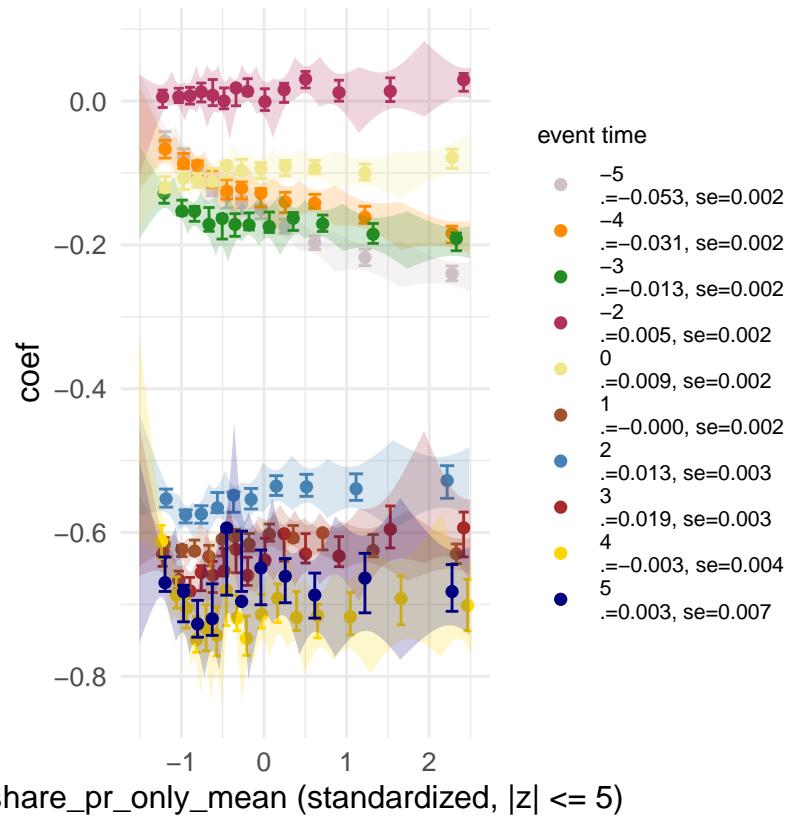 event time
−5
.=−0.053, se=0.002
−4
.=−0.031, se=0.002
−3
.=−0.013, se=0.002
−2
.=0.005, se=0.002
0
.=0.009, se=0.002
1
.=−0.000, se=0.002
2
.=0.013, se=0.003
3
.=0.019, se=0.003
4
.=−0.003, se=0.004
5
.=0.003, se=0.007
coef
0.0
−0.2
−0.4
−0.6
−0.8
−1 0 1 2
share_pr_only_mean (standardized, |z| <= 5)